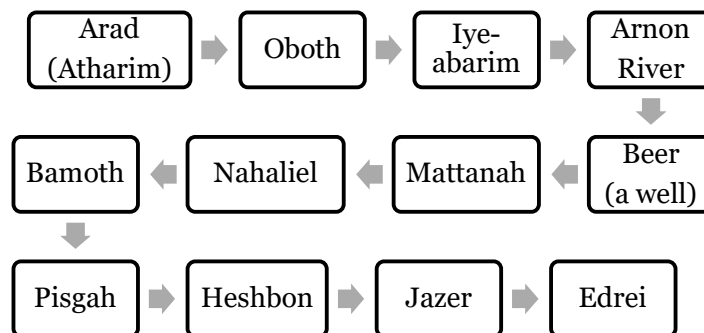 Arad
(Atharim)
Oboth
Iye-
abarim
Arnon
River
Beer
(a well)
Mattanah
Nahaliel
Bamoth
Pisgah
Heshbon
Jazer
Edrei